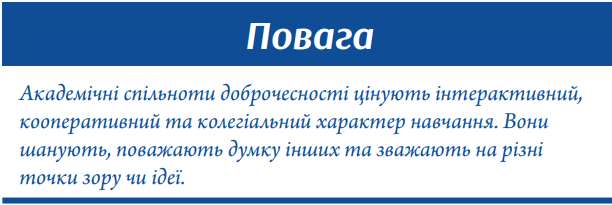 Повага
Академічні спільноти доброчесності цінують інтерактивний,
кооперативний та колегіальний характер навчання. Вони
шанують, поважають думку інших та зважають на різні
точки зору чи ідеї.